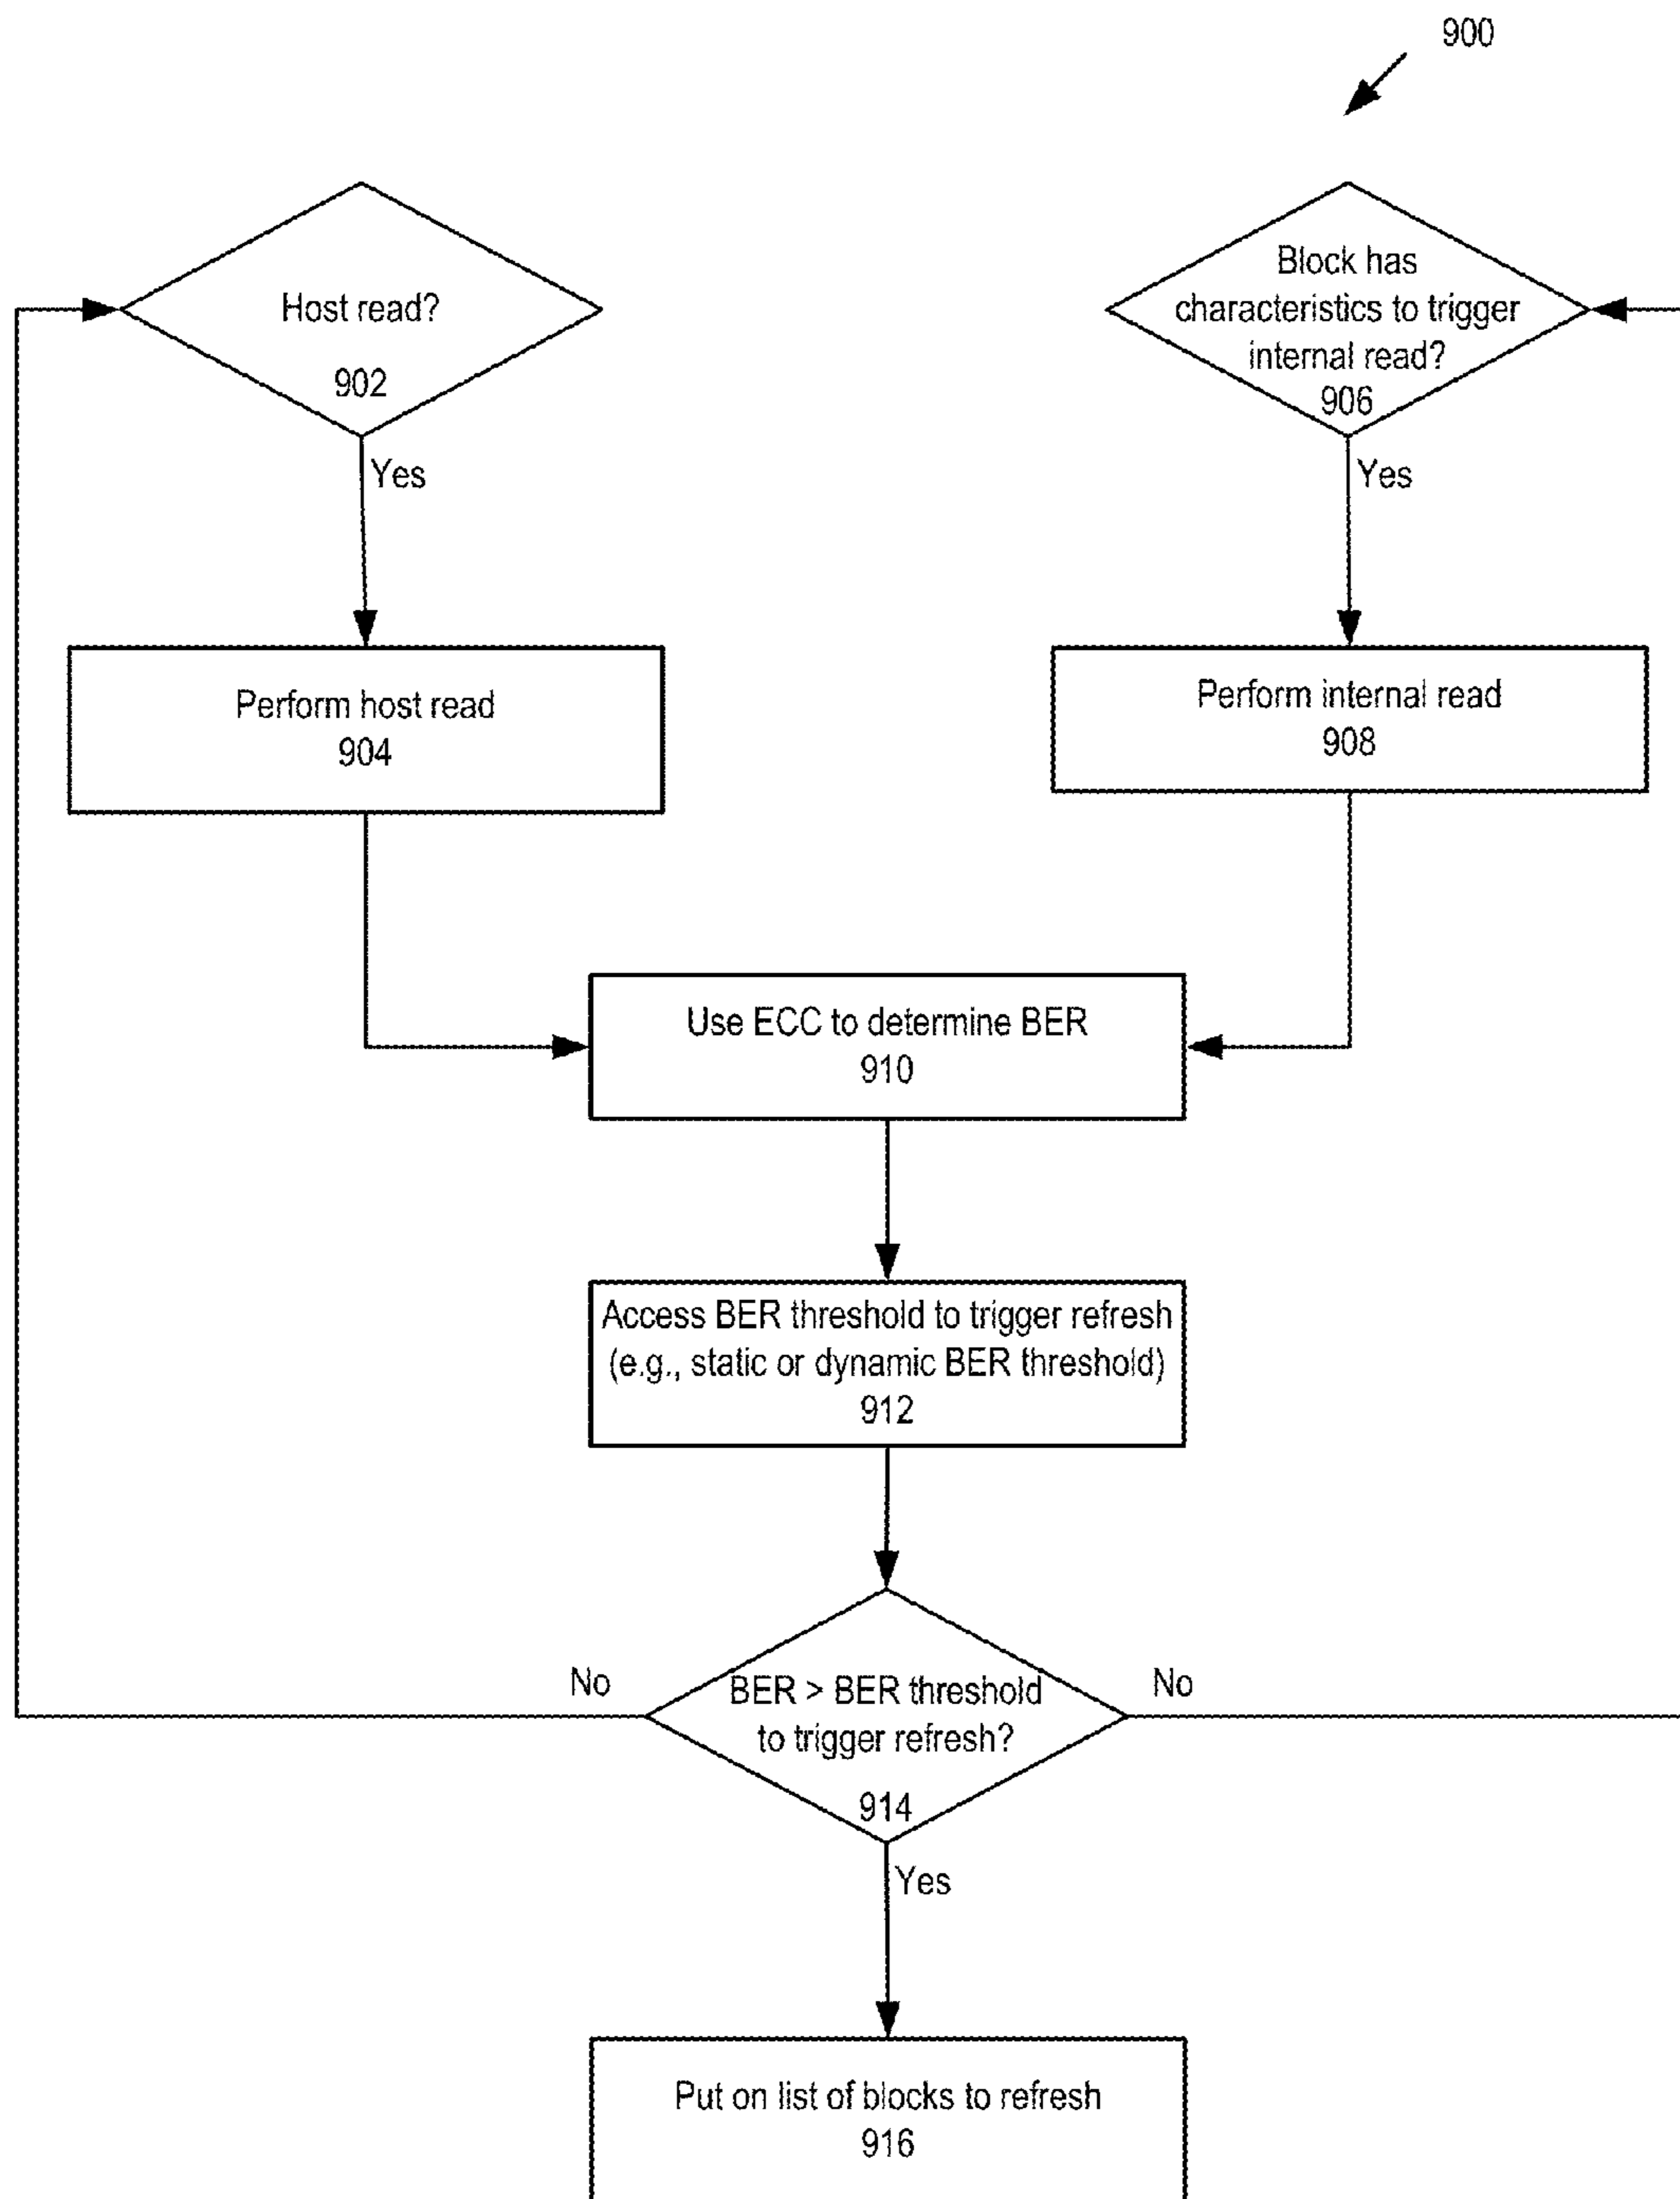 900
Host read?
902
Block has
characteristics to trigger
internal read?
906
Yes
Yes
Perform host read
904
Perform internal read
908
Use ECC to determine BER
910
Access BER threshold to trigger refresh
(e.g., static or dynamic BER threshold)
912
No
BER > BER threshold
to trigger refresh?
914
No
Yes
Put on list of blocks to refresh
916